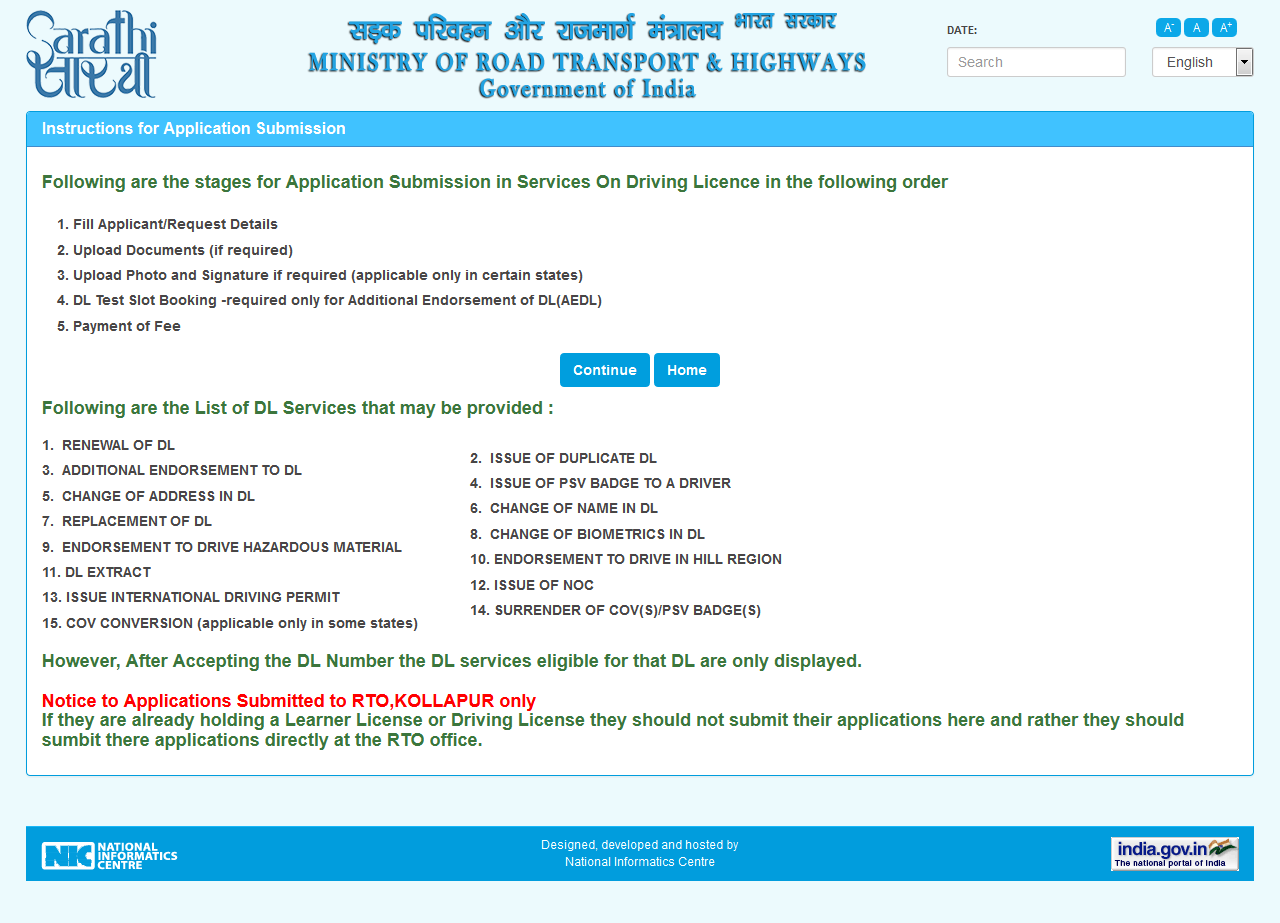 Sarathi
सारथी
सड़क परिवहन और राजमार्ग मंत्रालय भारत सरकार
MINISTRY OF ROAD TRANSPORT & HIGHWAYS
Government of India
DATE:
A- A A+
Search
English
Instructions for Application Submission
Following are the stages for Application Submission in Services On Driving Licence in the following order
1. Fill Applicant/Request Details
2. Upload Documents (if required)
3. Upload Photo and Signature if required (applicable only in certain states)
4. DL Test Slot Booking -required only for Additional Endorsement of DL(AEDL)
5. Payment of Fee
Continue Home
Following are the List of DL Services that may be provided :
1. RENEWAL OF DL
2. ISSUE OF DUPLICATE DL
3. ADDITIONAL ENDORSEMENT TO DL
4. ISSUE OF PSV BADGE TO A DRIVER
5. CHANGE OF ADDRESS IN DL
6. CHANGE OF NAME IN DL
7. REPLACEMENT OF DL
8. CHANGE OF BIOMETRICS IN DL
9. ENDORSEMENT TO DRIVE HAZARDOUS MATERIAL
10. ENDORSEMENT TO DRIVE IN HILL REGION
11. DL EXTRACT
12. ISSUE OF NOC
13. ISSUE INTERNATIONAL DRIVING PERMIT
14. SURRENDER OF COV(S)/PSV BADGE(S)
15. COV CONVERSION (applicable only in some states)
However, After Accepting the DL Number the DL services eligible for that DL are only displayed.
Notice to Applications Submitted to RTO,KOLLAPUR only
If they are already holding a Learner License or Driving License they should not submit their applications here and rather they should
sumbit there applications directly at the RTO office.
NIC NATIONAL
INFORMATICS
CENTRE
Designed, developed and hosted by
National Informatics Centre
india.gov.in
The national portal of India